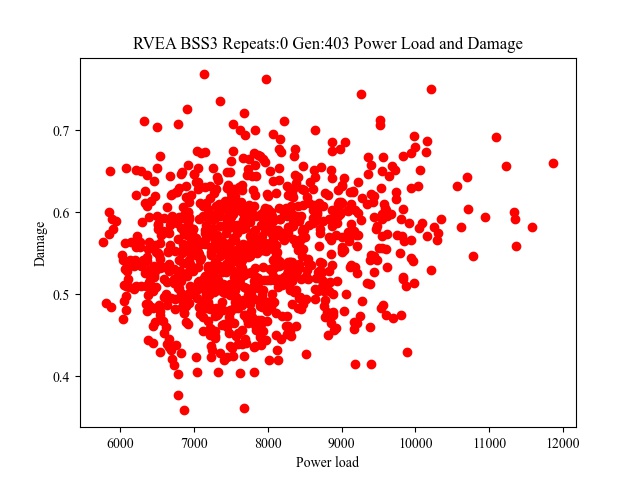 RVEA BSS3 Repeats:0 Gen:403 Power Load and Damage
0.7
0.6
0.5
0.4
Damage
6000 7000 8000 9000 10000 11000 12000
Power load